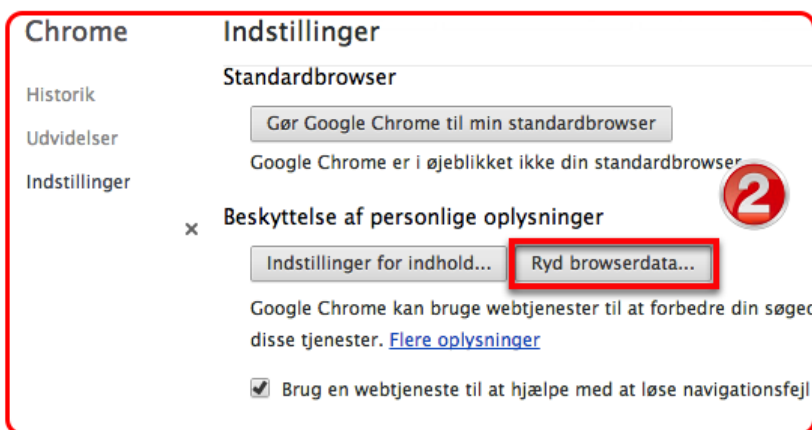 Chrome
Historik
Udvidelser
Indstillinger
Indstillinger
Standardbrowser
Gør Google Chrome til min standardbrowser
Google Chrome er i øjeblikket ikke din standardbrowser
2
Beskyttelse af personlige oplysninger
Indstillinger for indhold... Ryd browserdata...
Google Chrome kan bruge webtjenester til at forbedre din søged
disse tjenester. Flere oplysninger
Brug en webtjeneste til at hjælpe med at løse navigationsfejl